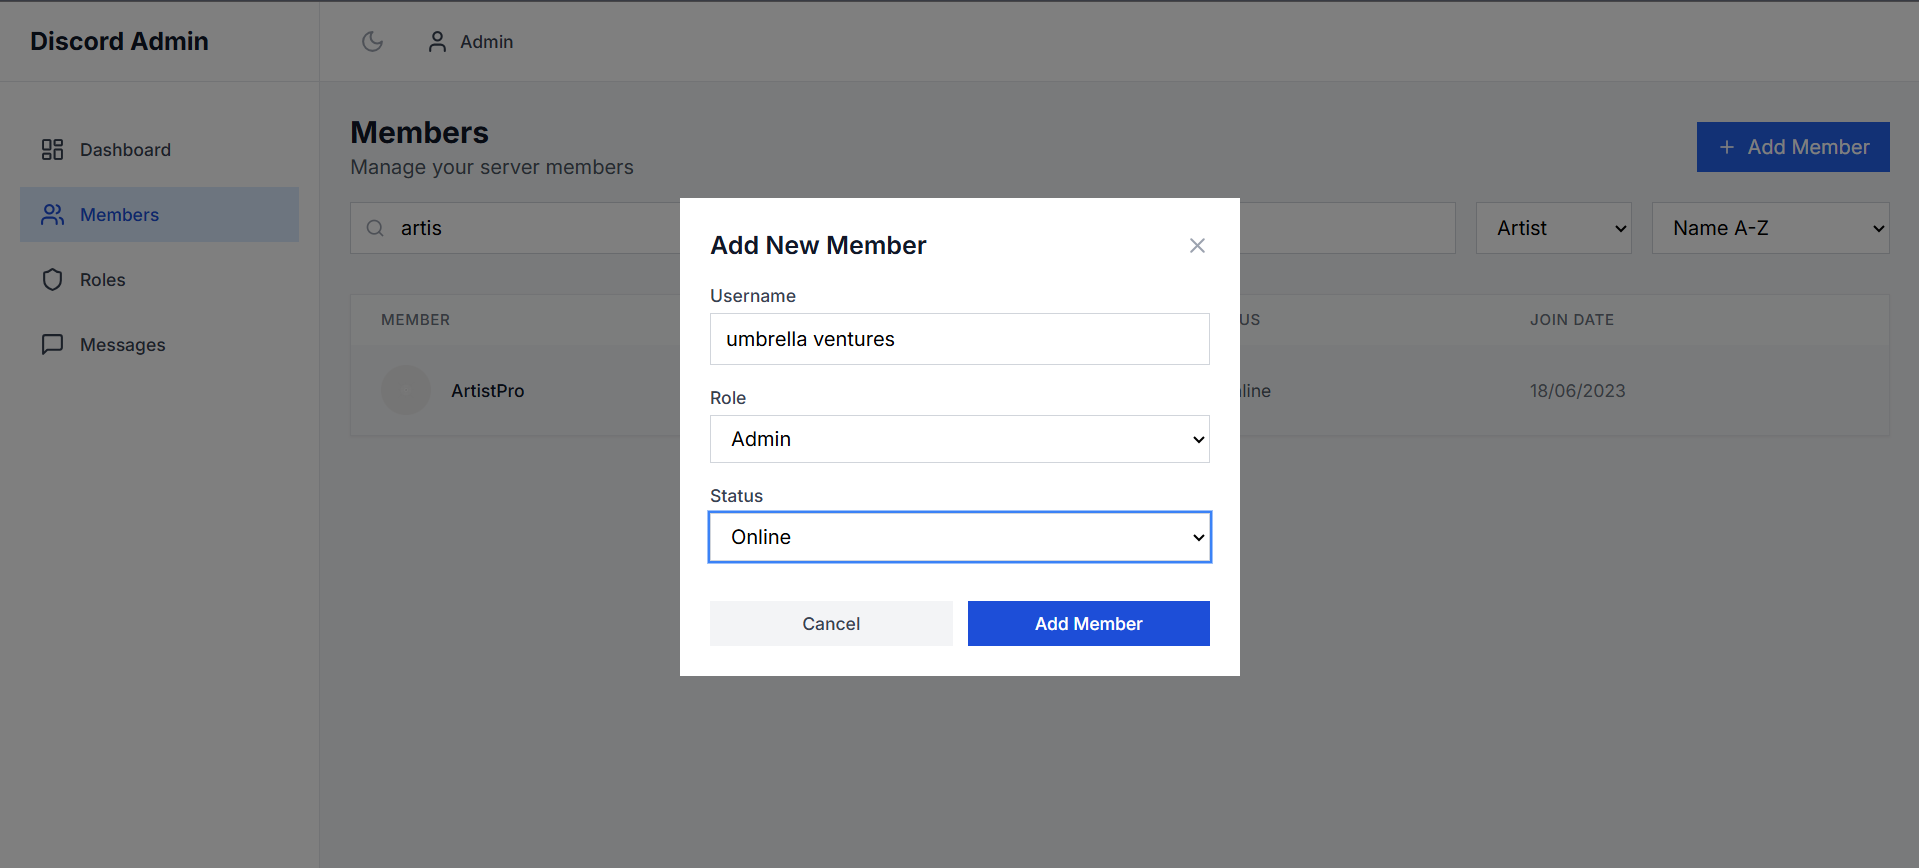 Discord Admin
Admin
Dashboard
Members
Roles
Messages
Members
Manage your server members
+ Add Member
artis
Artist
Name A-Z
MEMBER
US
JOIN DATE
ArtistPro
line
18/06/2023
Add New Member
Username
umbrella ventures
Role
Admin
Status
Online
Cancel
Add Member